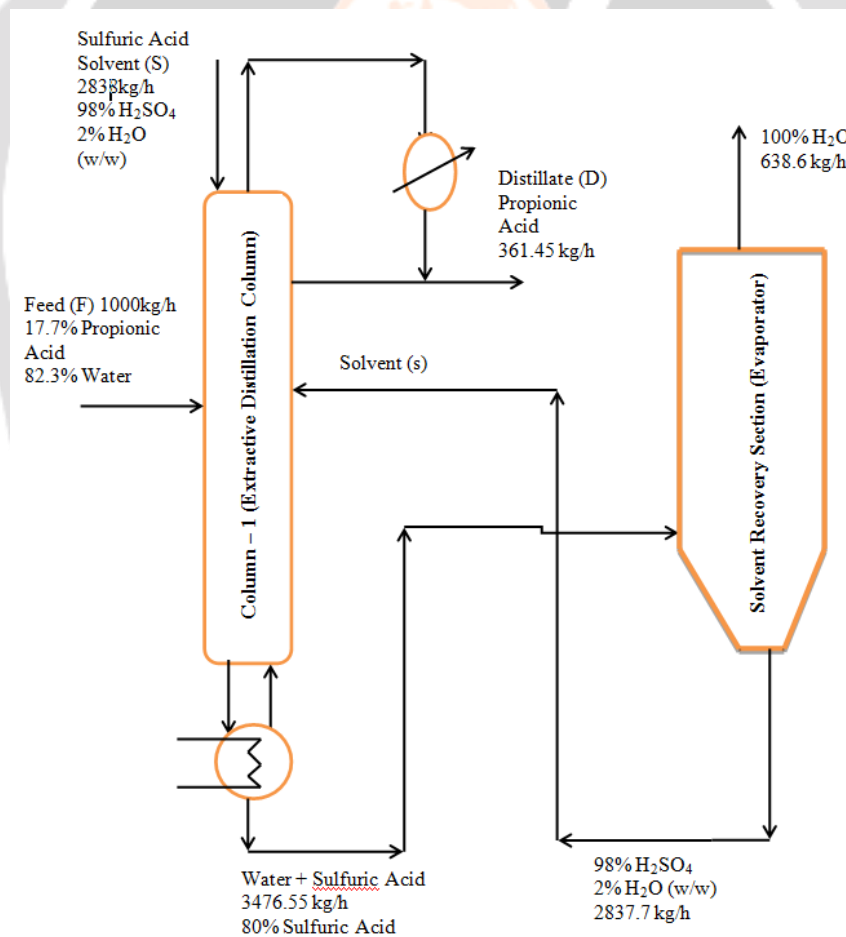 Sulfuric Acid
Solvent (S)
2838kg/h
98% H₂SO₄
2% H₂O
(w/w)
100% H₂O
638.6 kg/h
Distillate (D)
Propionic
Acid
361.45 kg/h
Feed (F) 1000kg/h
17.7% Propionic
Acid
82.3% Water
Column – 1 (Extractive Distillation Column)
Solvent (s)
Solvent Recovery Section (Evaporator)
Water + Sulfuric Acid
3476.55 kg/h
80% Sulfuric Acid
98% H₂SO₄
2% H₂O (w/w)
2837.7 kg/h